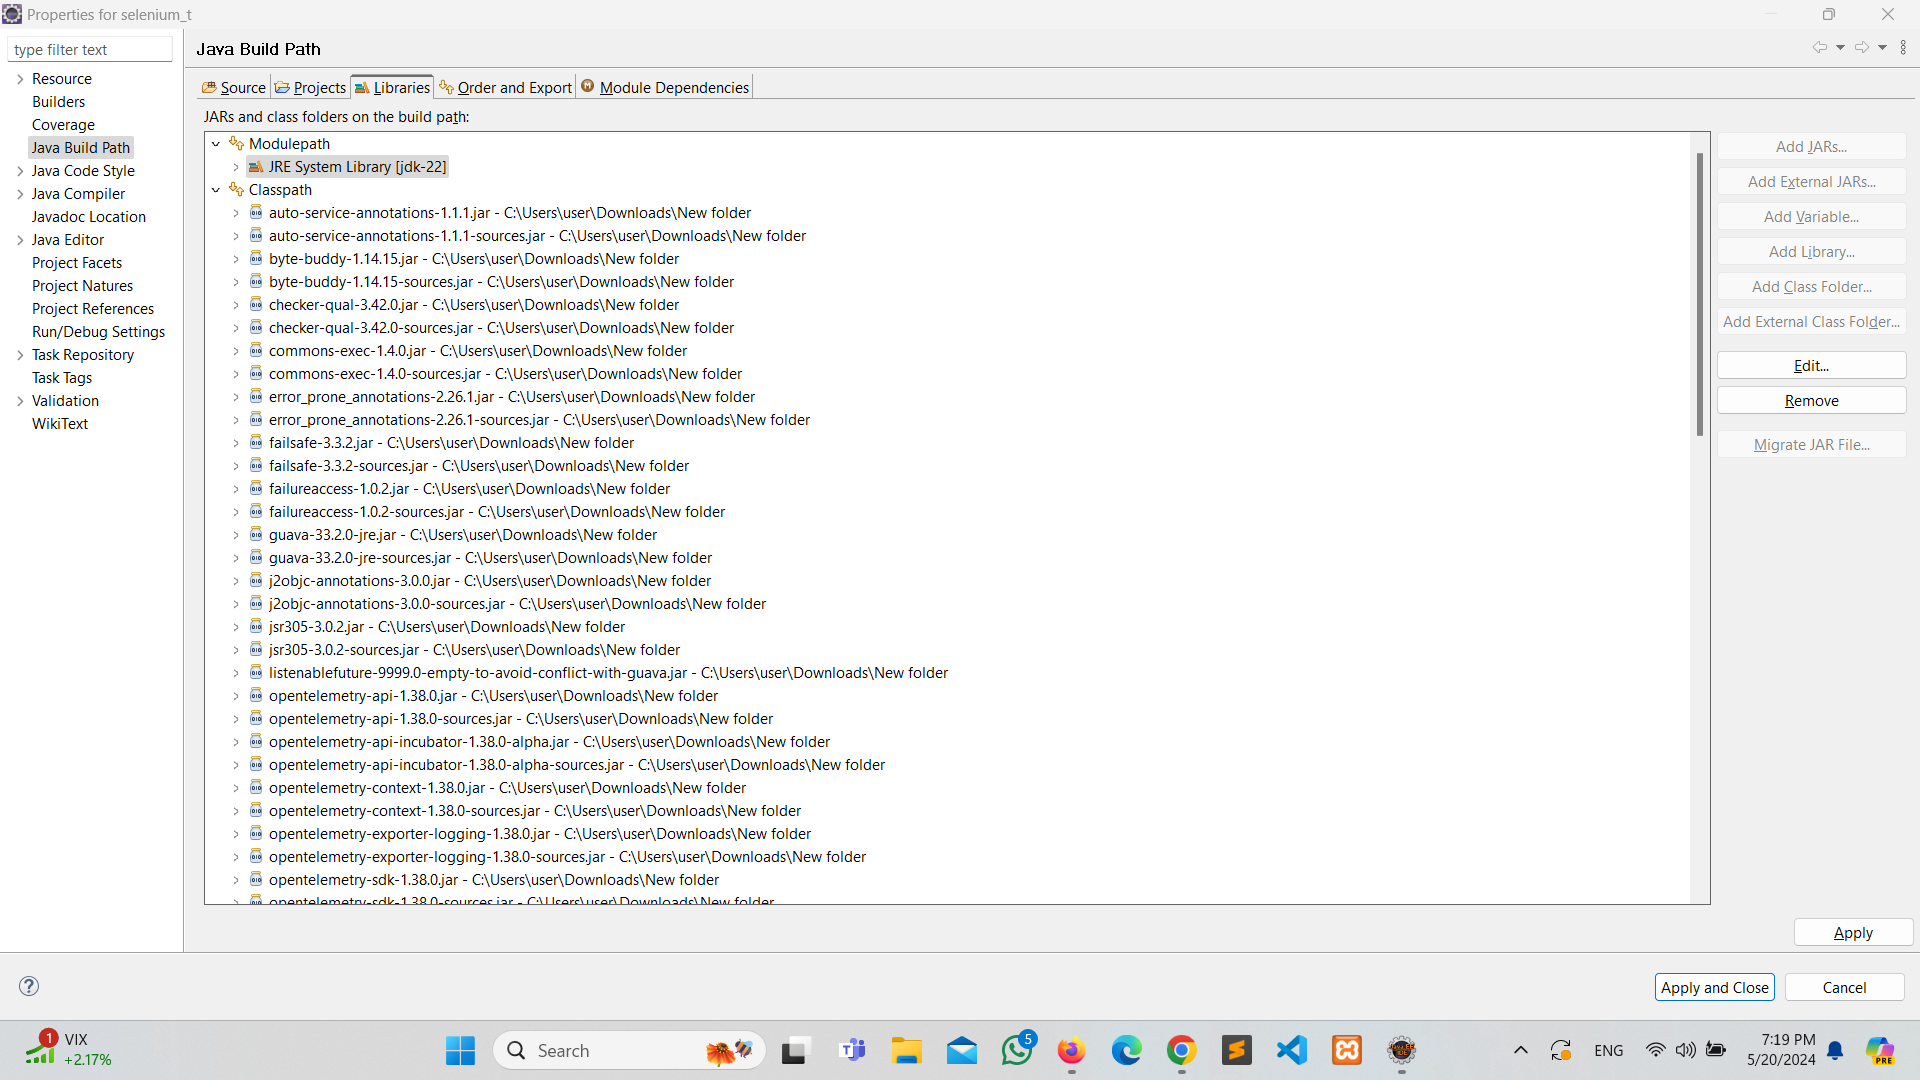 Properties for selenium_t
type filter text
Resource
Builders
Coverage
Java Build Path
Java Code Style
Java Compiler
Javadoc Location
Java Editor
Project Facets
Project Natures
Project References
Run/Debug Settings
Task Repository
Task Tags
Validation
WikiText
Java Build Path
Source
Projects
Libraries
Order and Export
Module Dependencies
JARs and class folders on the build path:
Modulepath
JRE System Library [jdk-22]
Classpath
auto-service-annotations-1.1.1.jar - C:\Users\user\Downloads\New folder
auto-service-annotations-1.1.1-sources.jar - C:\Users\user\Downloads\New folder
byte-buddy-1.14.15.jar - C:\Users\user\Downloads\New folder
byte-buddy-1.14.15-sources.jar - C:\Users\user\Downloads\New folder
checker-qual-3.42.0.jar - C:\Users\user\Downloads\New folder
checker-qual-3.42.0-sources.jar - C:\Users\user\Downloads\New folder
commons-exec-1.4.0.jar - C:\Users\user\Downloads\New folder
commons-exec-1.4.0-sources.jar - C:\Users\user\Downloads\New folder
error_prone_annotations-2.26.1.jar - C:\Users\user\Downloads\New folder
error_prone_annotations-2.26.1-sources.jar - C:\Users\user\Downloads\New folder
failsafe-3.3.2.jar - C:\Users\user\Downloads\New folder
failsafe-3.3.2-sources.jar - C:\Users\user\Downloads\New folder
failureaccess-1.0.2.jar - C:\Users\user\Downloads\New folder
failureaccess-1.0.2-sources.jar - C:\Users\user\Downloads\New folder
guava-33.2.0-jre.jar - C:\Users\user\Downloads\New folder
guava-33.2.0-jre-sources.jar - C:\Users\user\Downloads\New folder
j2objc-annotations-3.0.0.jar - C:\Users\user\Downloads\New folder
j2objc-annotations-3.0.0-sources.jar - C:\Users\user\Downloads\New folder
jsr305-3.0.2.jar - C:\Users\user\Downloads\New folder
jsr305-3.0.2-sources.jar - C:\Users\user\Downloads\New folder
listenablefuture-9999.0-empty-to-avoid-conflict-with-guava.jar - C:\Users\user\Downloads\New folder
opentelemetry-api-1.38.0.jar - C:\Users\user\Downloads\New folder
opentelemetry-api-1.38.0-sources.jar - C:\Users\user\Downloads\New folder
opentelemetry-api-incubator-1.38.0-alpha.jar - C:\Users\user\Downloads\New folder
opentelemetry-api-incubator-1.38.0-alpha-sources.jar - C:\Users\user\Downloads\New folder
opentelemetry-context-1.38.0.jar - C:\Users\user\Downloads\New folder
opentelemetry-context-1.38.0-sources.jar - C:\Users\user\Downloads\New folder
opentelemetry-exporter-logging-1.38.0.jar - C:\Users\user\Downloads\New folder
opentelemetry-exporter-logging-1.38.0-sources.jar - C:\Users\user\Downloads\New folder
opentelemetry-sdk-1.38.0.jar - C:\Users\user\Downloads\New folder
opentelemetry-sdk-1.38.0-sources.jar - C:\Users\user\Downloads\New folder
Add JARs...
Add External JARs...
Add Variable...
Add Library...
Add Class Folder...
Add External Class Folder...
Edit...
Remove
Migrate JAR File...
Apply
Apply and Close
Cancel
1
VIX
+2.17%
Search
5
ENG
7:19 PM
5/20/2024
PRE